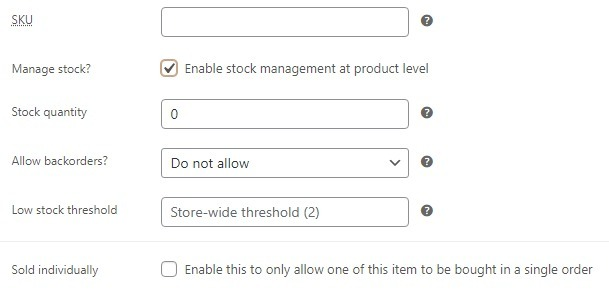 SKU
Manage stock? Enable stock management at product level
Stock quantity 0
Allow backorders? Do not allow
Low stock threshold Store-wide threshold (2)
Sold individually Enable this to only allow one of this item to be bought in a single order